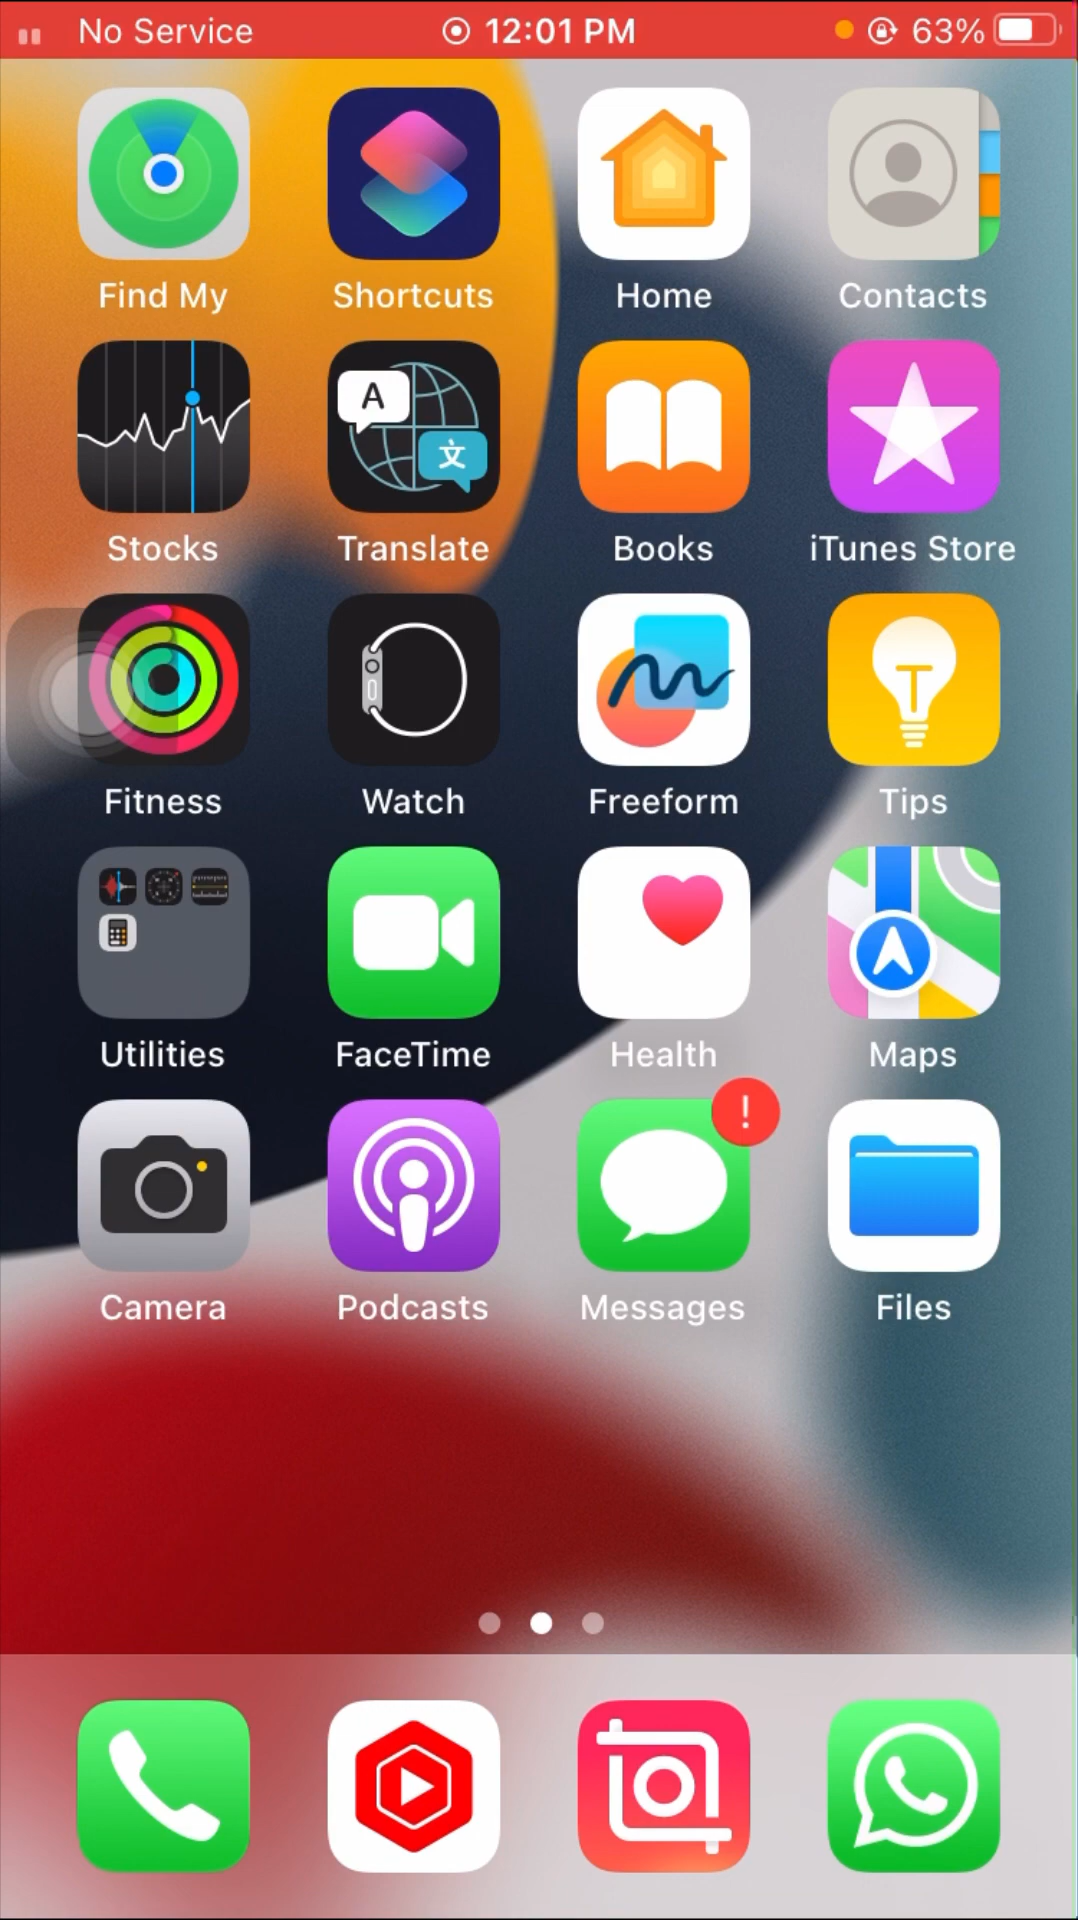 No Service 12:01 PM 63%
Find My Shortcuts Home Contacts
A 文
Stocks Translate Books iTunes Store
Fitness Watch Freeform Tips
Utilities FaceTime Health Maps
!
Camera Podcasts Messages Files